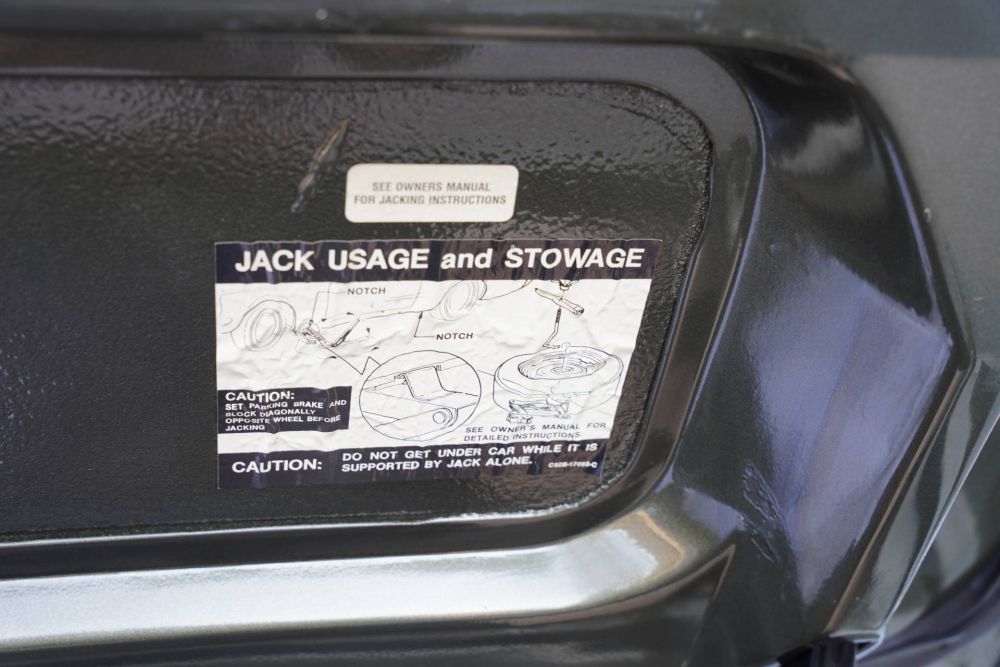 SEE OWNERS MANUAL
FOR JACKING INSTRUCTIONS
JACK USAGE and STOWAGE
NOTCH
NOTCH
CAUTION:
SET PARKING BRAKE AND
BLOCK DIAGONALLY
OPPOSITE WHEEL BEFORE
JACKING
SEE OWNER'S MANUAL FOR
DETAILED INSTRUCTIONS
CAUTION:
DO NOT GET UNDER CAR WHILE IT IS
SUPPORTED BY JACK ALONE.